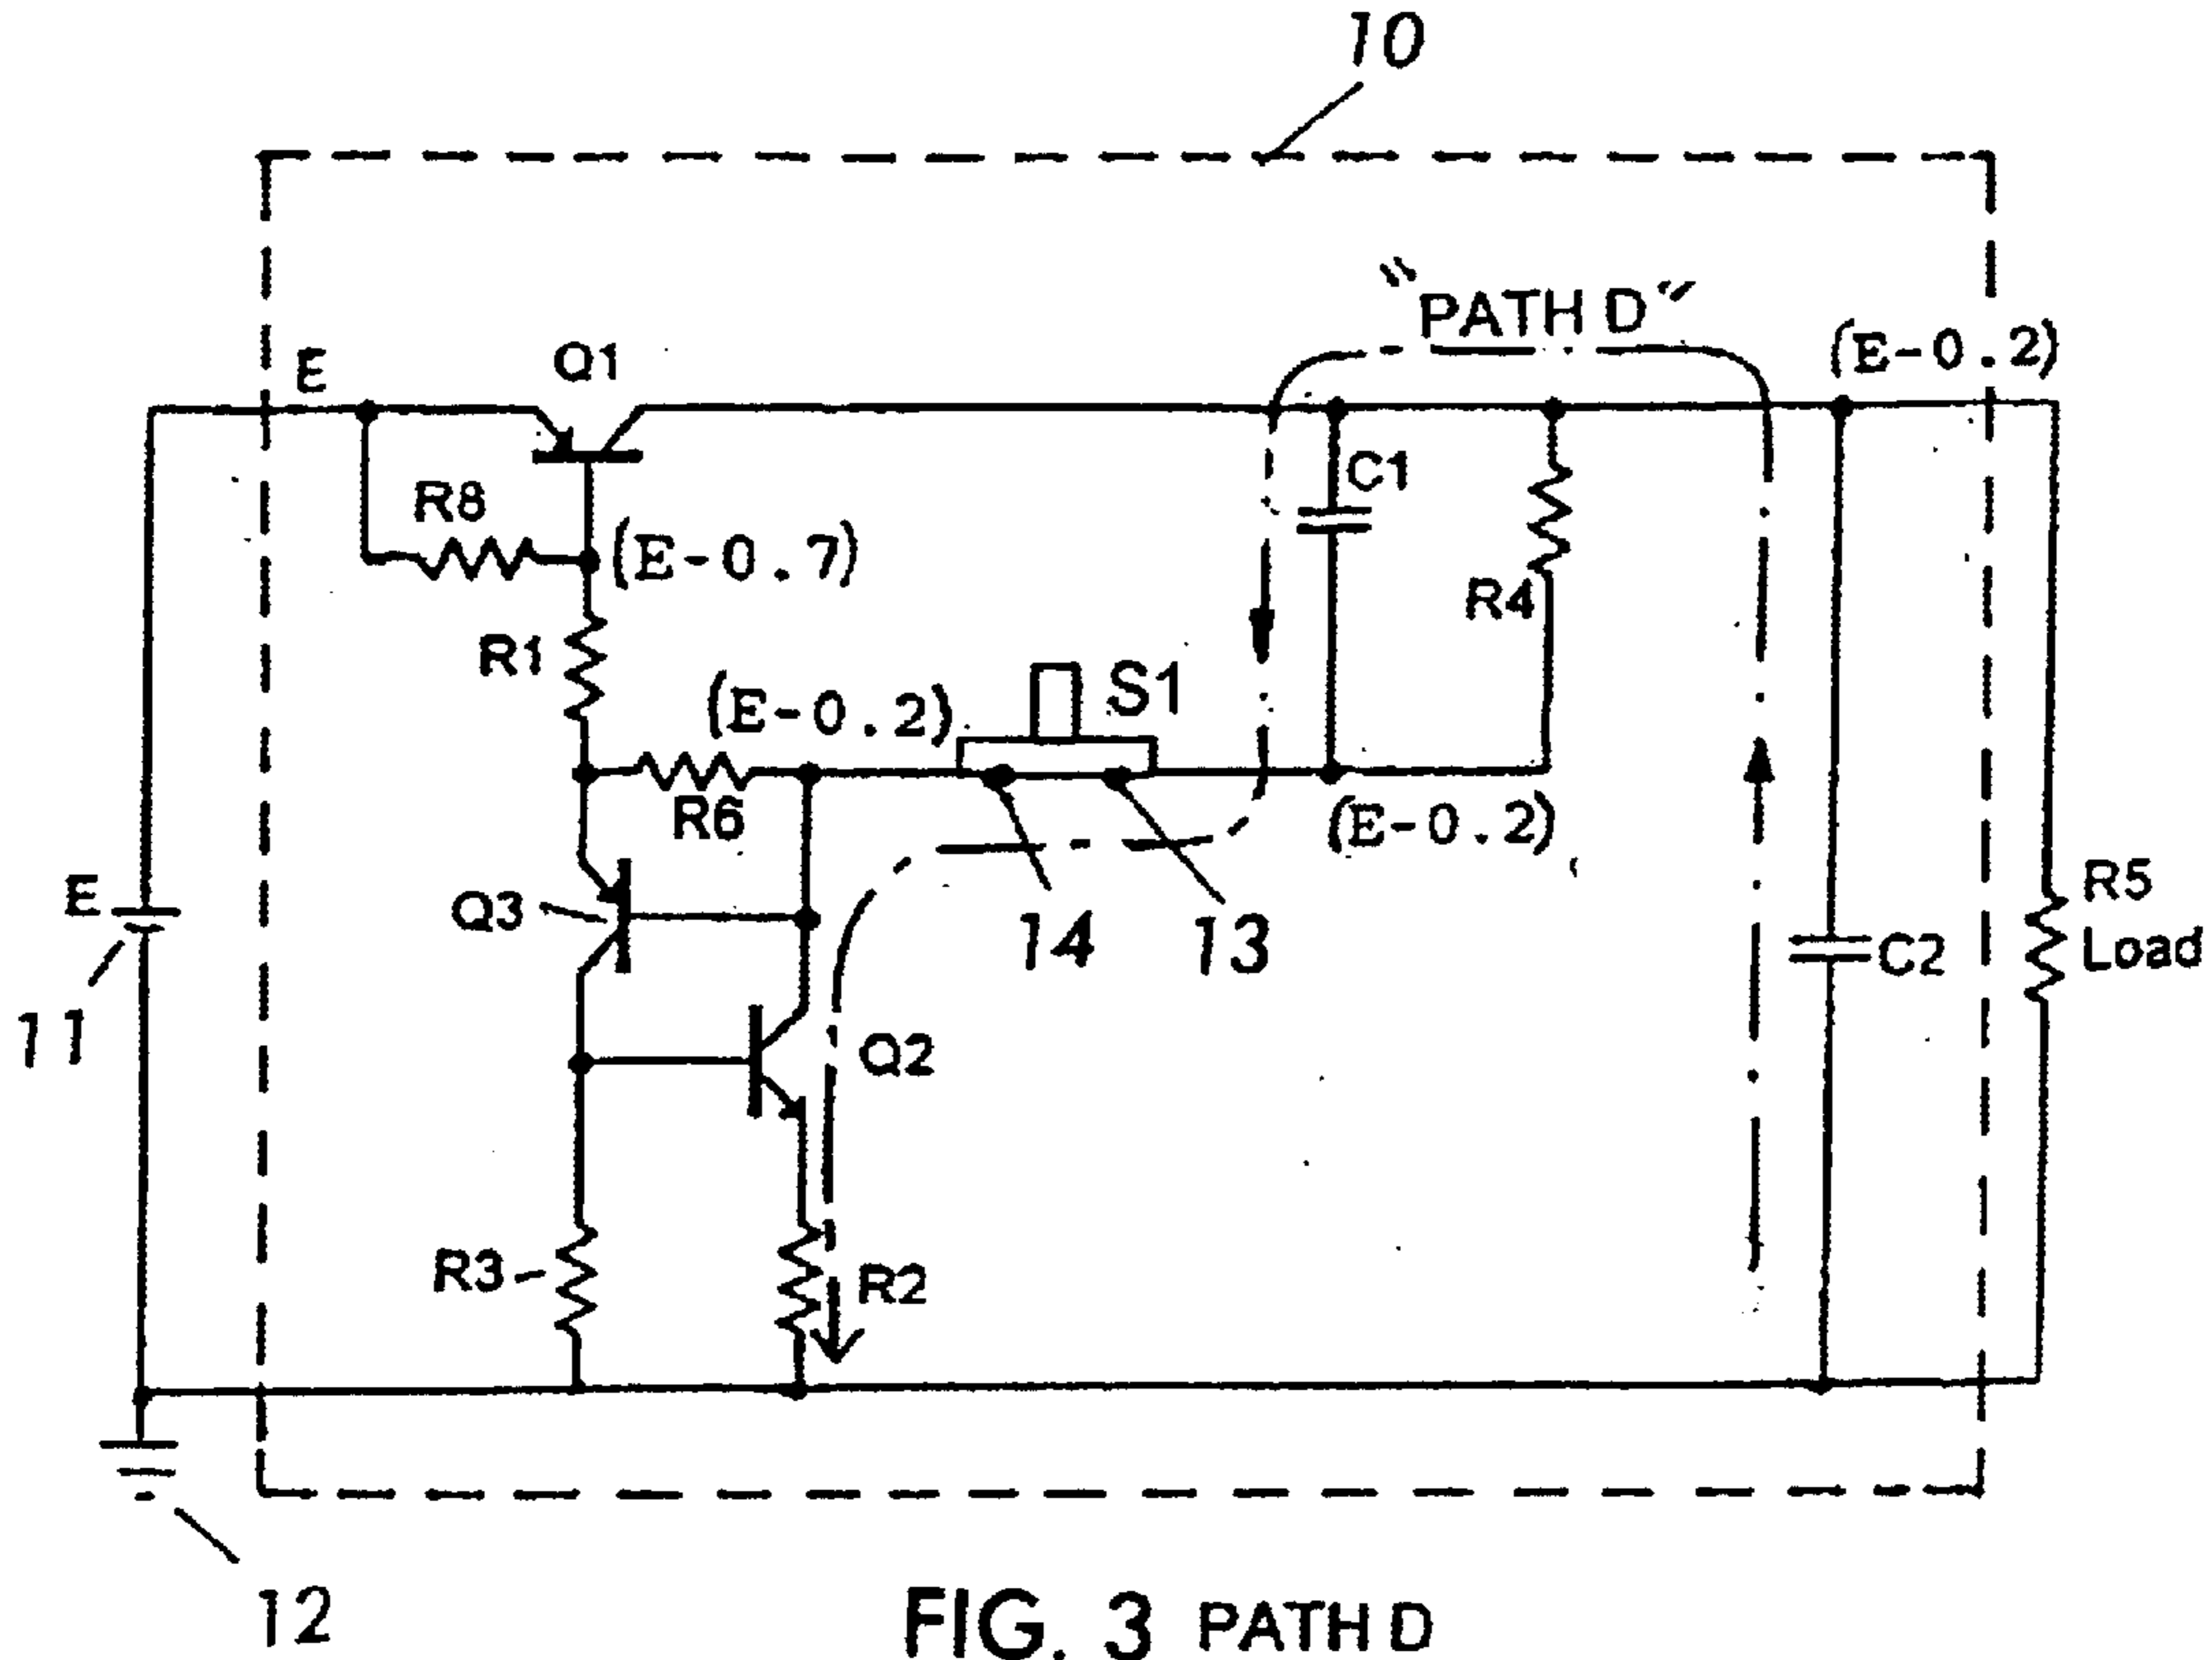 10
"PATH D"
E
Q1
(E-0.2)
C1
R8
(E-0.7)
R4
R1
(E-0.2)
S1
R6
(E-0.2)
E
Q3
14
13
R5
Load
C2
11
Q2
R3
R2
12
FIG. 3 PATH D